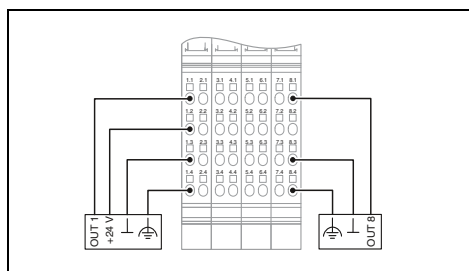 1.1 2.1 3.1 4.1 5.1 6.1 7.1 8.1
1.2 2.2 3.2 4.2 5.2 6.2 7.2 8.2
1.3 2.3 3.3 4.3 5.3 6.3 7.3 8.3
1.4 2.4 3.4 4.4 5.4 6.4 7.4 8.4
OUT 1
+24 V
OUT 8